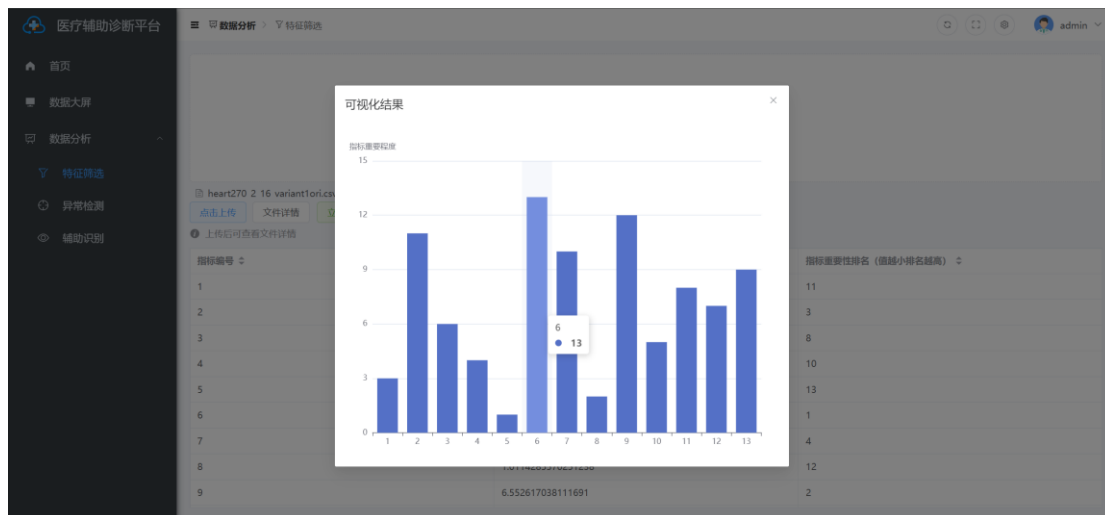 医疗辅助诊断平台
数据分析 > 特征筛选
admin
首页
数据大屏
数据分析
特征筛选
异常检测
辅助识别
可视化结果
指标重要程度
15
12
9
6
3
0
1 2 3 4 5 6 7 8 9 10 11 12 13
6
13
heart270_2_16_variant1ori.csv
点击上传 文件详情 立
上传后可查看文件详情
指标编号 指标重要性排名（值越小排名越高）
1 11
2 3
3 8
4 10
5 13
6 1
7 4
8 12
9 6.552617038111691 2